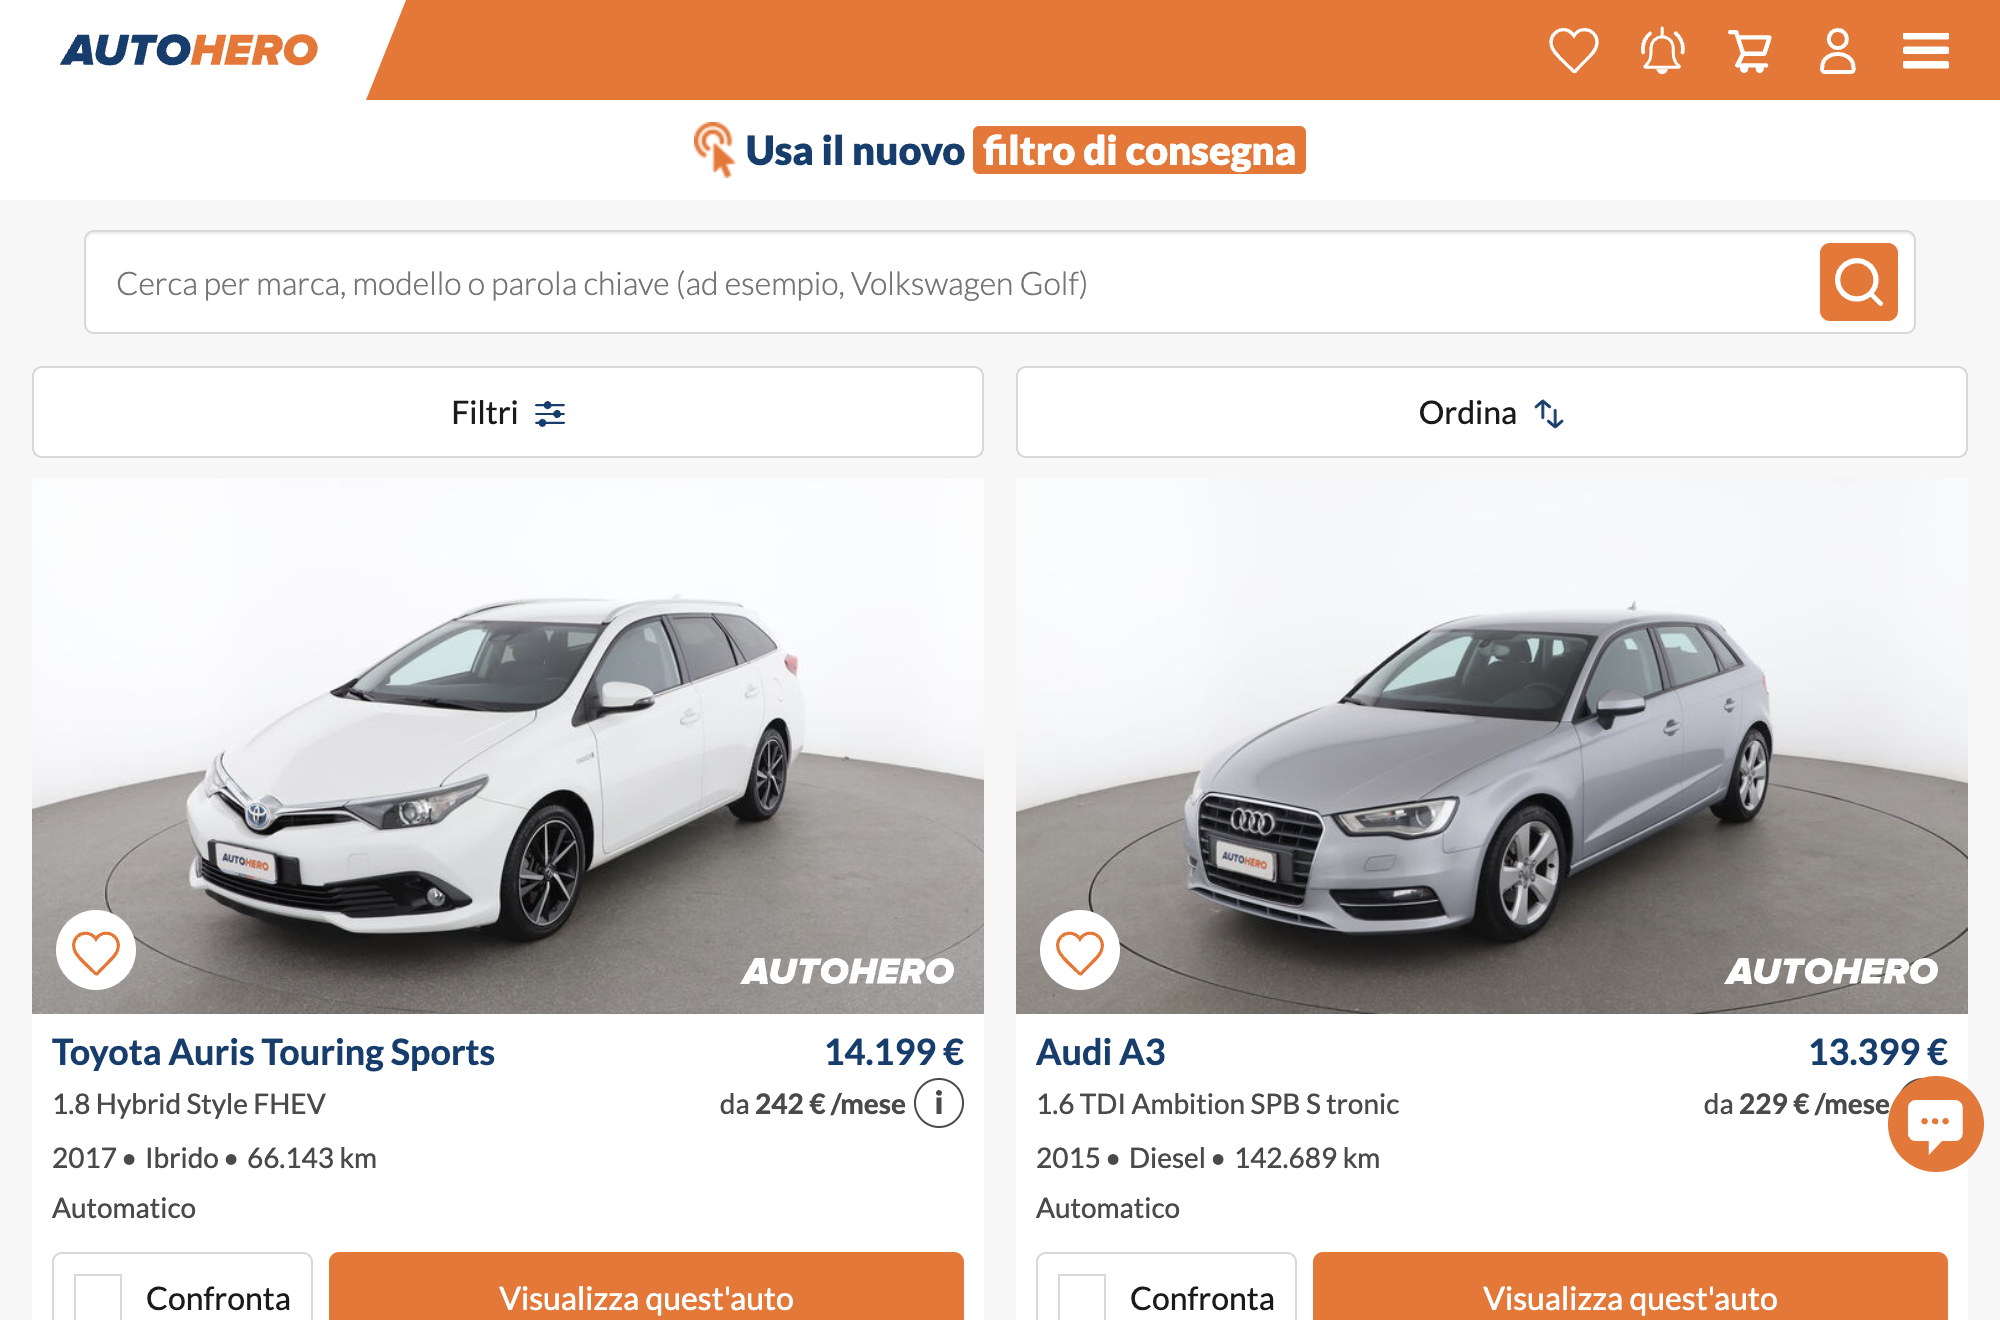 AUTOHERO
Usa il nuovo filtro di consegna
Cerca per marca, modello o parola chiave (ad esempio, Volkswagen Golf)
Filtri
Ordina
AUTOHERO
AUTOHERO
AUTOHERO
AUTOHERO
Toyota Auris Touring Sports
14.199 €
1.8 Hybrid Style FHEV
da 242 € /mese
i
2017 • Ibrido • 66.143 km
Automatico
Confronta
Visualizza quest'auto
Audi A3
13.399 €
1.6 TDI Ambition SPB S tronic
da 229 € /mese
2015 • Diesel • 142.689 km
Automatico
Confronta
Visualizza quest'auto